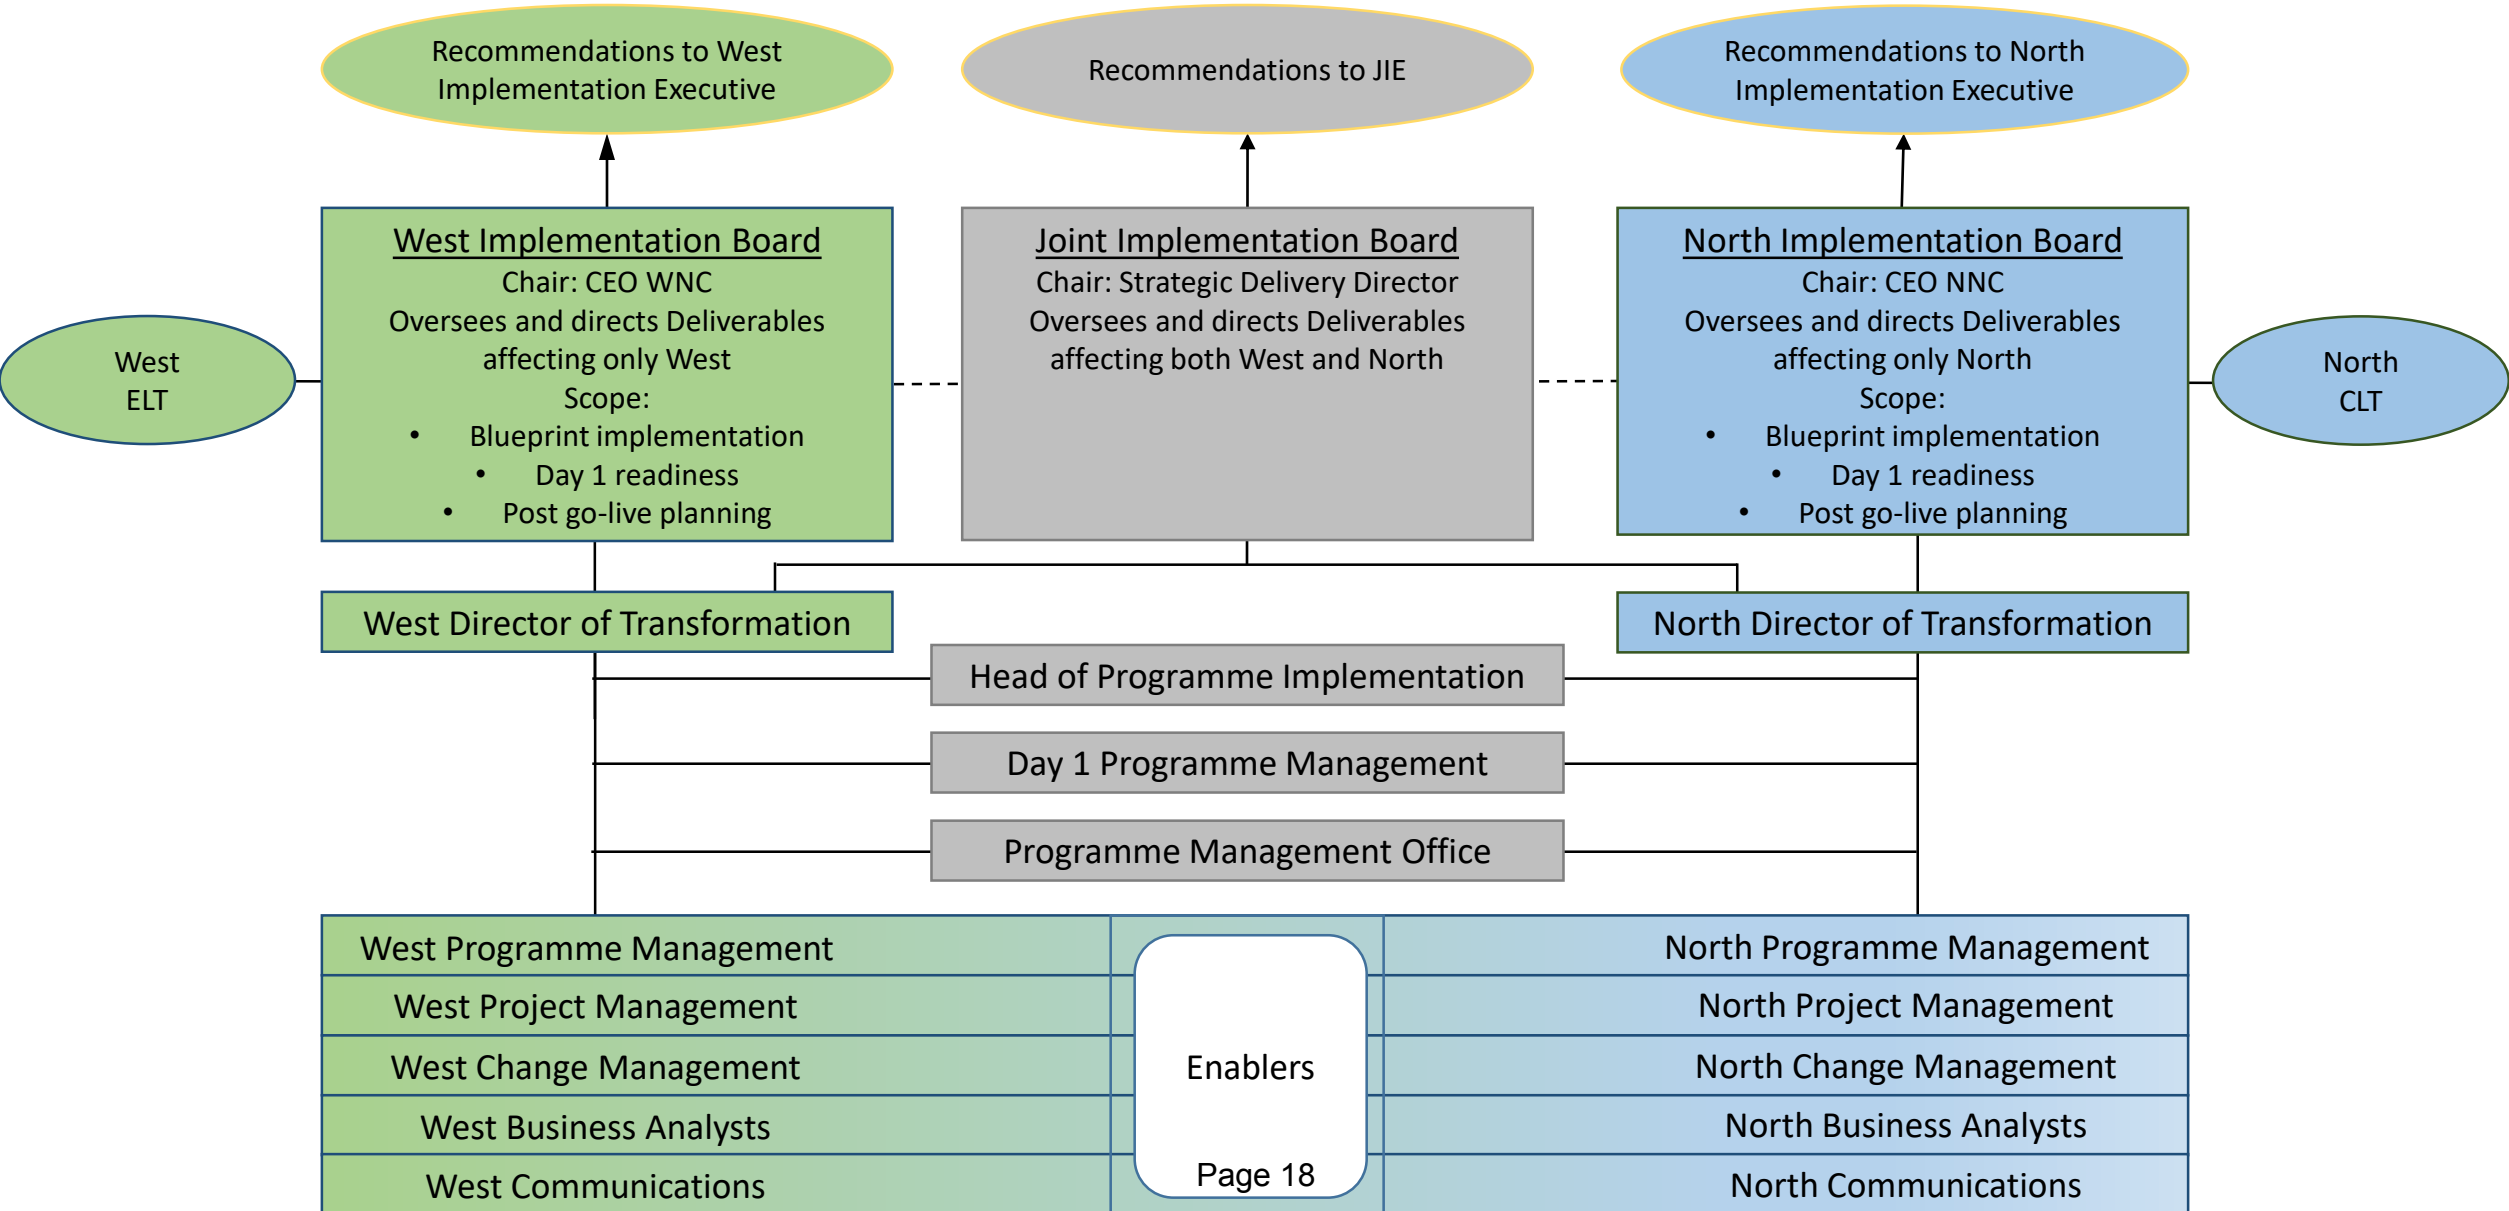 Recommendations to West
Implementation Executive
Recommendations to JIE
Recommendations to North
Implementation Executive
West Implementation Board
Chair: CEO WNC
Oversees and directs Deliverables
affecting only West
Scope:
• Blueprint implementation
• Day 1 readiness
• Post go-live planning
Joint Implementation Board
Chair: Strategic Delivery Director
Oversees and directs Deliverables
affecting both West and North
North Implementation Board
Chair: CEO NNC
Oversees and directs Deliverables
affecting only North
Scope:
• Blueprint implementation
• Day 1 readiness
• Post go-live planning
West
ELT
North
CLT
West Director of Transformation
North Director of Transformation
Head of Programme Implementation
Day 1 Programme Management
Programme Management Office
West Programme Management
West Project Management
West Change Management
West Business Analysts
West Communications
Enablers
Page 18
North Programme Management
North Project Management
North Change Management
North Business Analysts
North Communications